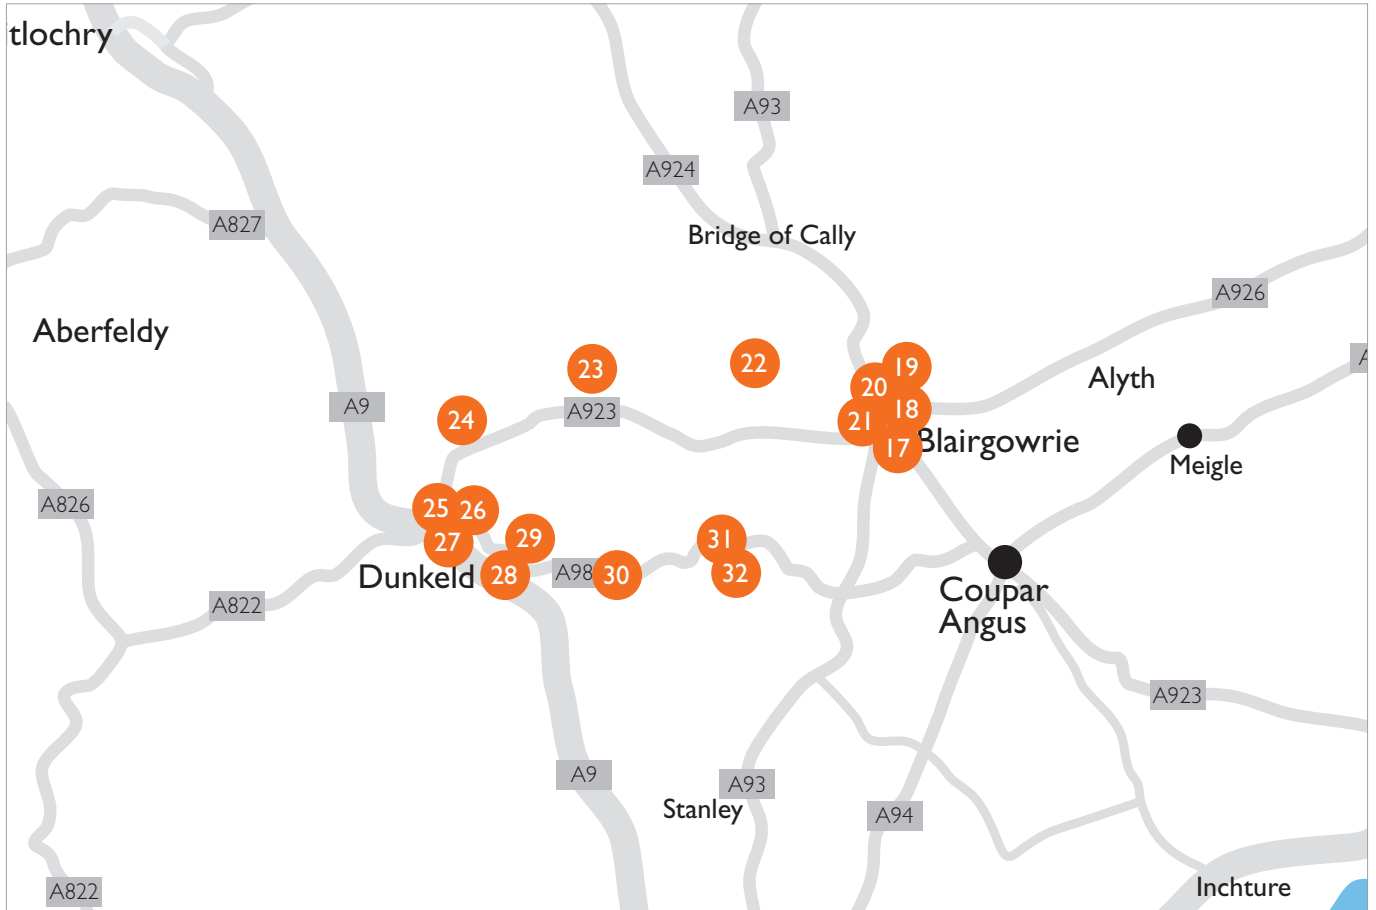 tlochry
A93
A924
A827
Bridge of Cally
A926
Aberfeldy
A
19
22
23
Alyth
20
A9
A923
18
24
21
Blairgowrie
17
Meigle
A826
25
26
29
31
27
Dunkeld
28
A98
30
32
Coupar
Angus
A822
A923
A9
A93
Stanley
A94
A822
Inchture